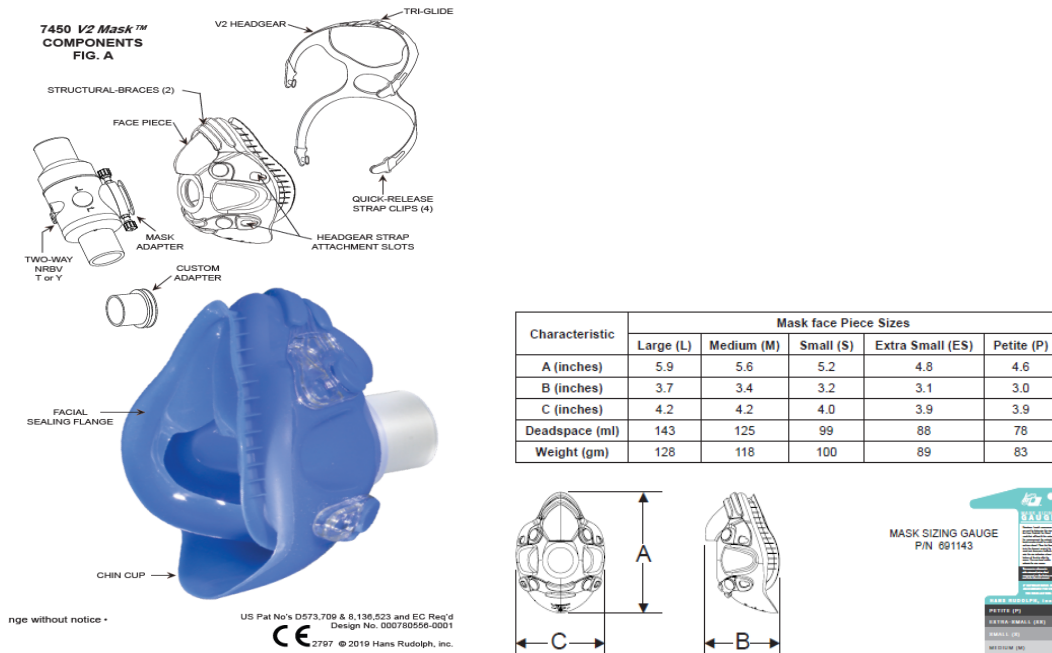 7450 V2 Mask™
COMPONENTS
FIG. A
TRI-GLIDE
V2 HEADGEAR
STRUCTURAL-BRACES (2)
FACE PIECE
QUICK-RELEASE
STRAP CLIPS (4)
HEADGEAR STRAP
ATTACHMENT SLOTS
MASK
ADAPTER
TWO-WAY
NRBV
T or Y
CUSTOM
ADAPTER
FACIAL
SEALING FLANGE
CHIN CUP
nge without notice •
US Pat No's D573,709 & 8,136,523 and EC Req'd
Design No. 000780556-0001
CE 2797 © 2019 Hans Rudolph, inc.
Characteristic Mask face Piece Sizes
Large (L) Medium (M) Small (S) Extra Small (ES) Petite (P)
A (inches) 5.9 5.6 5.2 4.8 4.6
B (inches) 3.7 3.4 3.2 3.1 3.0
C (inches) 4.2 4.2 4.0 3.9 3.9
Deadspace (ml) 143 125 99 88 78
Weight (gm) 128 118 100 89 83
A
C
B
MASK SIZING GAUGE
P/N 691143
GAUG
HANS RUDOLPH, inc
PETITE (P)
EXTRA-SMALL (ES)
SMALL (S)
MEDIUM (M)